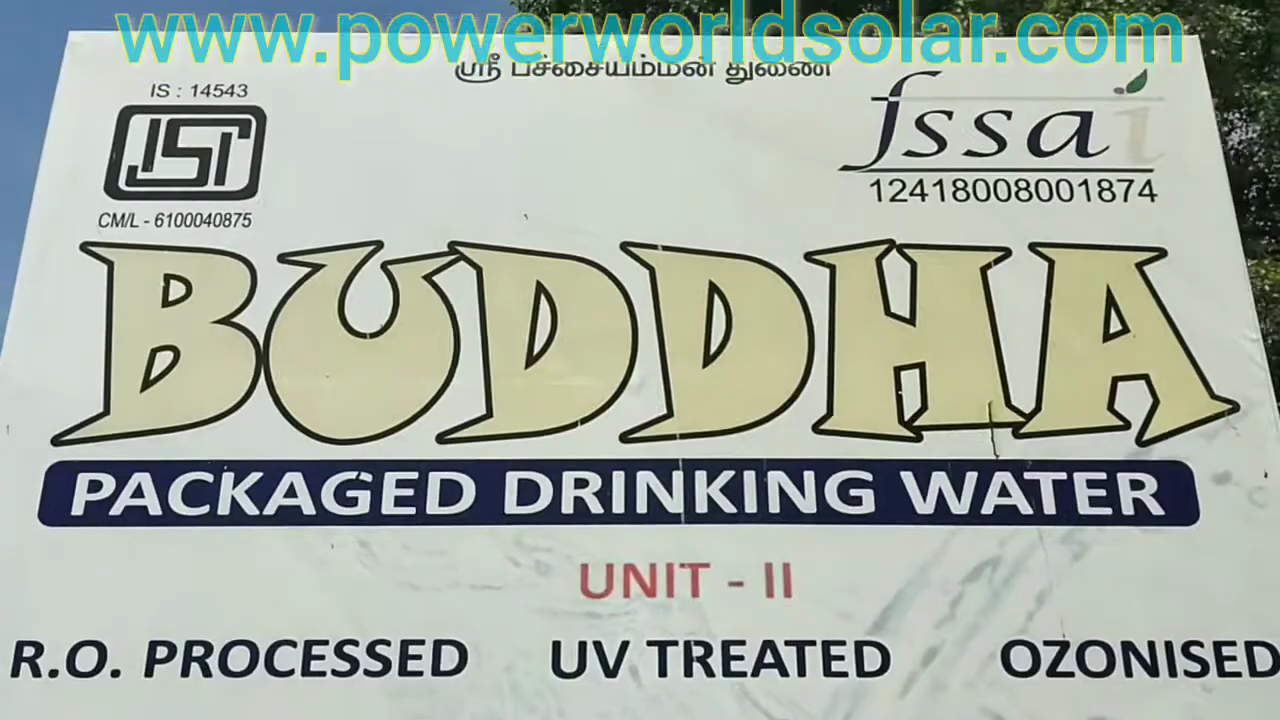 www.powerworldsolar.com
ஸ்ரீ பச்சையம்மன் துணை
IS : 14543
ISI
CM/L - 6100040875
fssai
12418008001874
BUDDHA
PACKAGED DRINKING WATER
UNIT - II
R.O. PROCESSED UV TREATED OZONISED